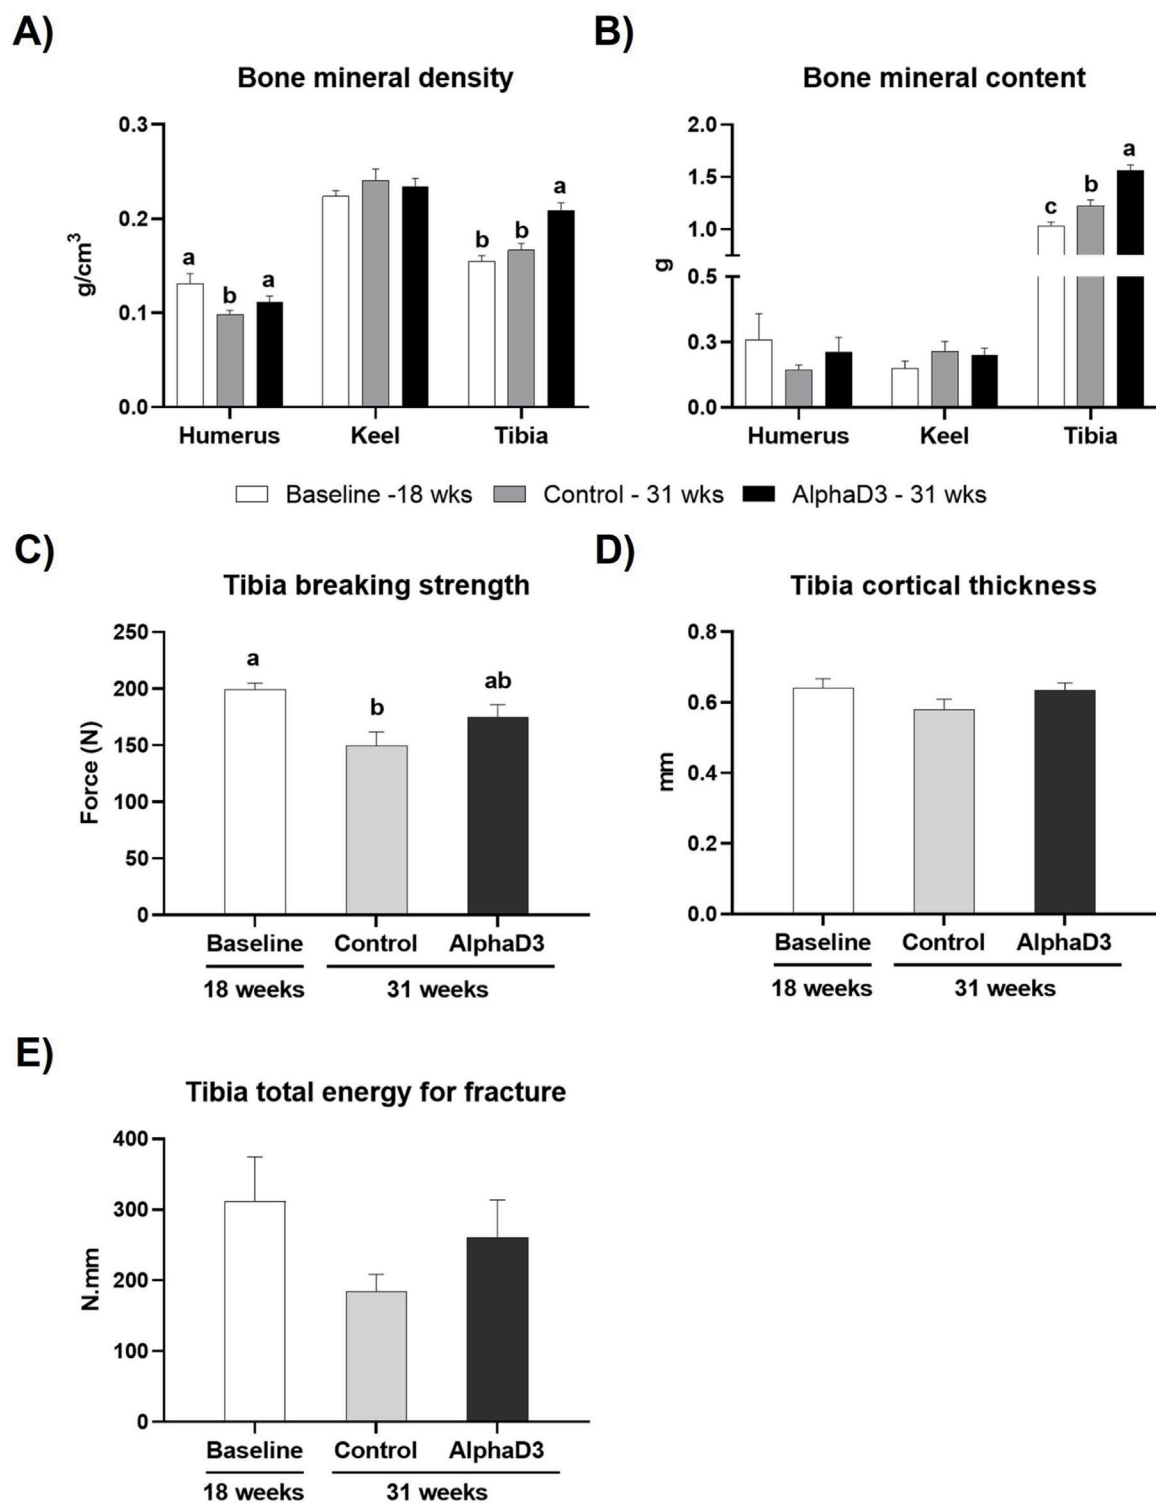 A)
Bone mineral density
g/cm³
0.3
0.2
0.1
0.0
a
b
a
b
b
a
Humerus Keel Tibia
B)
Bone mineral content
g
2.0
1.5
1.0
0.5
0.3
0.0
c
b
a
Humerus Keel Tibia
Baseline -18 wks Control - 31 wks AlphaD3 - 31 wks
C)
Tibia breaking strength
Force (N)
250
200
150
100
50
0
a
b
ab
Baseline Control AlphaD3
18 weeks 31 weeks
D)
Tibia cortical thickness
mm
0.8
0.6
0.4
0.2
0.0
Baseline Control AlphaD3
18 weeks 31 weeks
E)
Tibia total energy for fracture
N.mm
400
300
200
100
0
Baseline Control AlphaD3
18 weeks 31 weeks